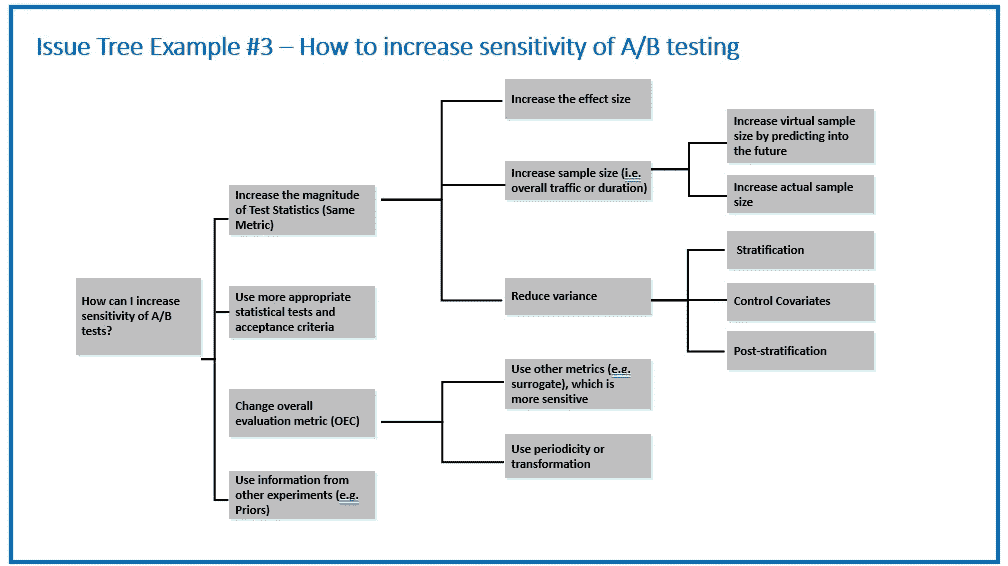 Issue Tree Example #3 – How to increase sensitivity of A/B testing
How can I increase
sensitivity of A/B
tests?
Increase the magnitude
of Test Statistics (Same
Metric)
Use more appropriate
statistical tests and
acceptance criteria
Change overall
evaluation metric (OEC)
Use information from
other experiments (e.g.
Priors)
Increase the effect size
Increase sample size (i.e.
overall traffic or duration)
Reduce variance
Use other metrics (e.g.
surrogate), which is
more sensitive
Use periodicity or
transformation
Increase virtual sample
size by predicting into
the future
Increase actual sample
size
Stratification
Control Covariates
Post-stratification